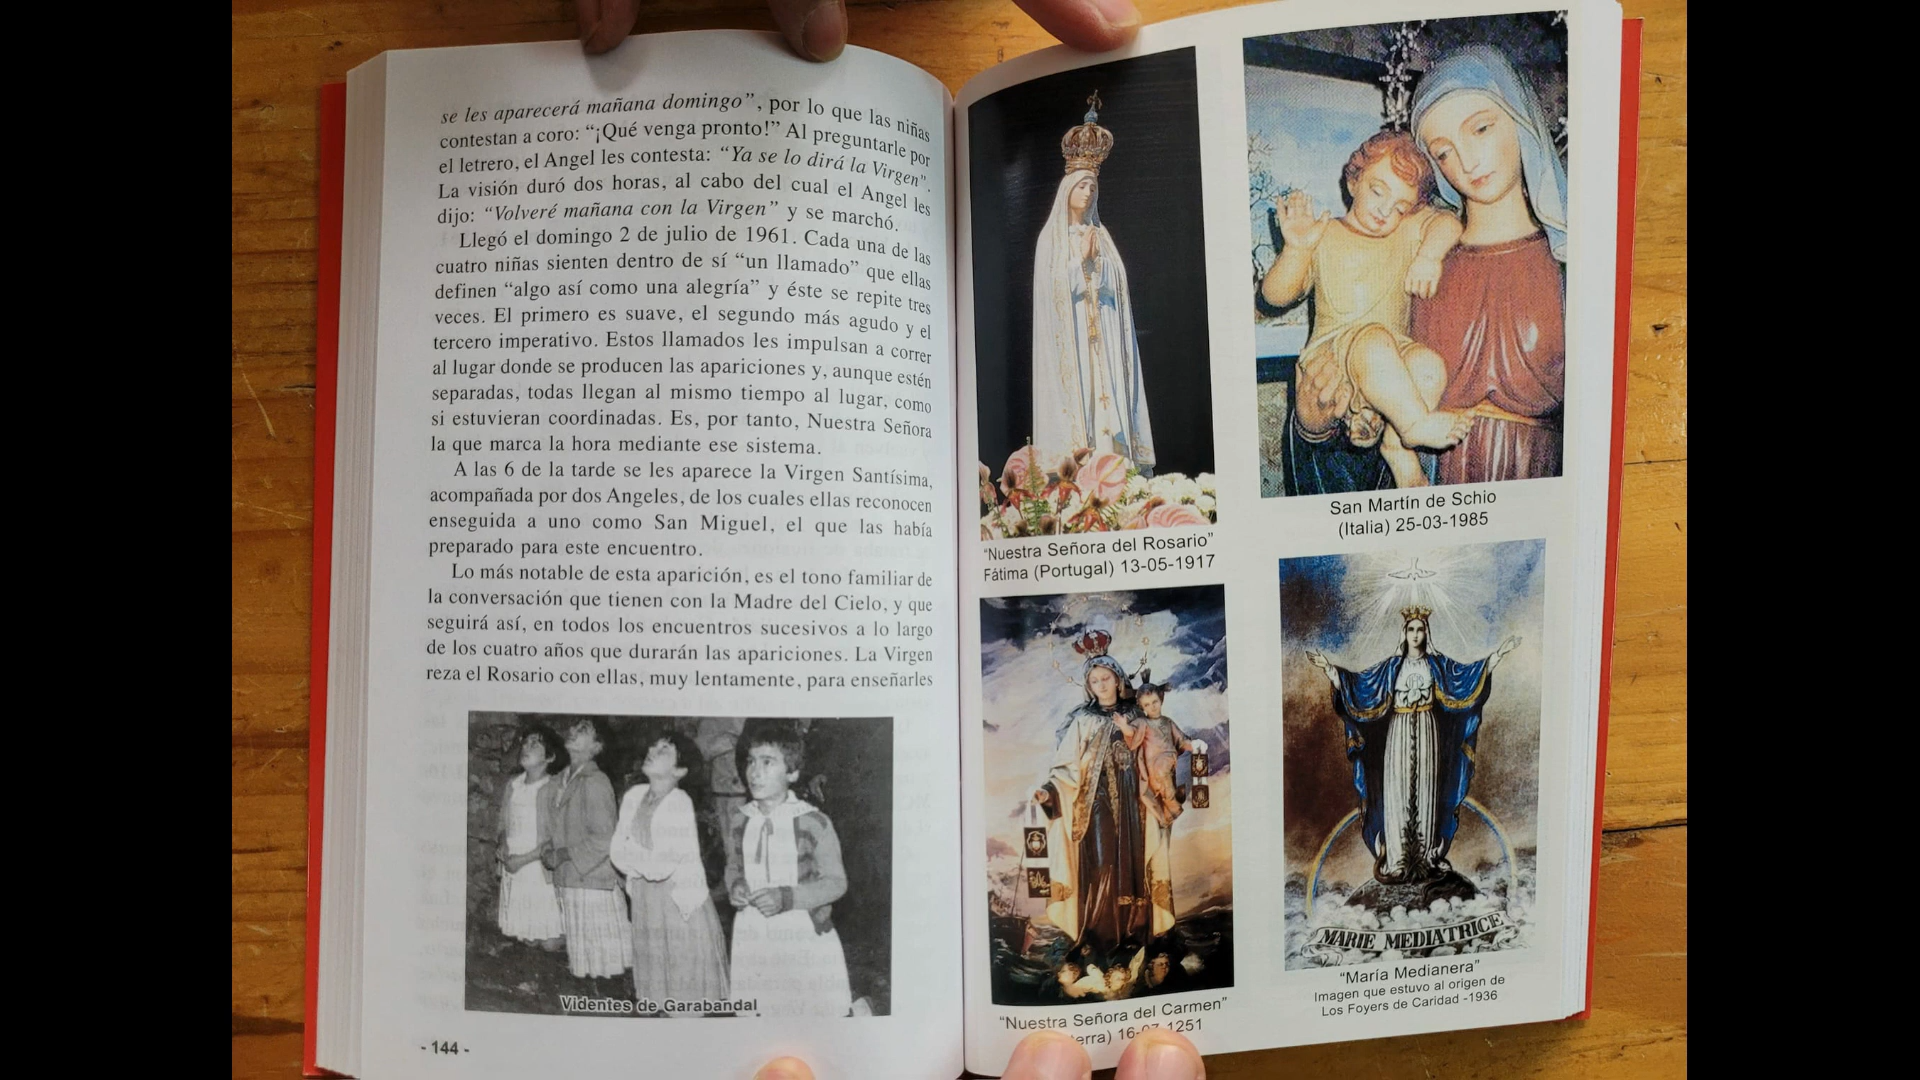 se les aparecerá mañana domingo”, por lo que las niñas
contestan a coro: “¡Qué venga pronto!” Al preguntarle por
el letrero, el Angel les contesta: “Ya se lo dirá la Virgen”.
La visión duró dos horas, al cabo del cual el Angel les
dijo: “Volveré mañana con la Virgen” y se marchó.
Llegó el domingo 2 de julio de 1961. Cada una de las
cuatro niñas sienten dentro de sí “un llamado” que ellas
definen “algo así como una alegría” y éste se repite tres
veces. El primero es suave, el segundo más agudo y el
tercero imperativo. Estos llamados les impulsan a correr
al lugar donde se producen las apariciones y, aunque estén
separadas, todas llegan al mismo tiempo al lugar, como
si estuvieran coordinadas. Es, por tanto, Nuestra Señora
la que marca la hora mediante ese sistema.
A las 6 de la tarde se les aparece la Virgen Santísima,
acompañada por dos Angeles, de los cuales ellas reconocen
enseguida a uno como San Miguel, el que las había
preparado para este encuentro.
Lo más notable de esta aparición, es el tono familiar de
la conversación que tienen con la Madre del Cielo, y que
seguirá así, en todos los encuentros sucesivos a lo largo
de los cuatro años que durarán las apariciones. La Virgen
reza el Rosario con ellas, muy lentamente, para enseñarles
Videntes de Garabandal
- 144 -
“Nuestra Señora del Rosario”
Fátima (Portugal) 13-05-1917
San Martín de Schio
(Italia) 25-03-1985
“Nuestra Señora del Carmen”
16-07-1251
MARIE MEDIATRICE
“María Medianera”
Imagen que estuvo al origen de
Los Foyers de Caridad -1936